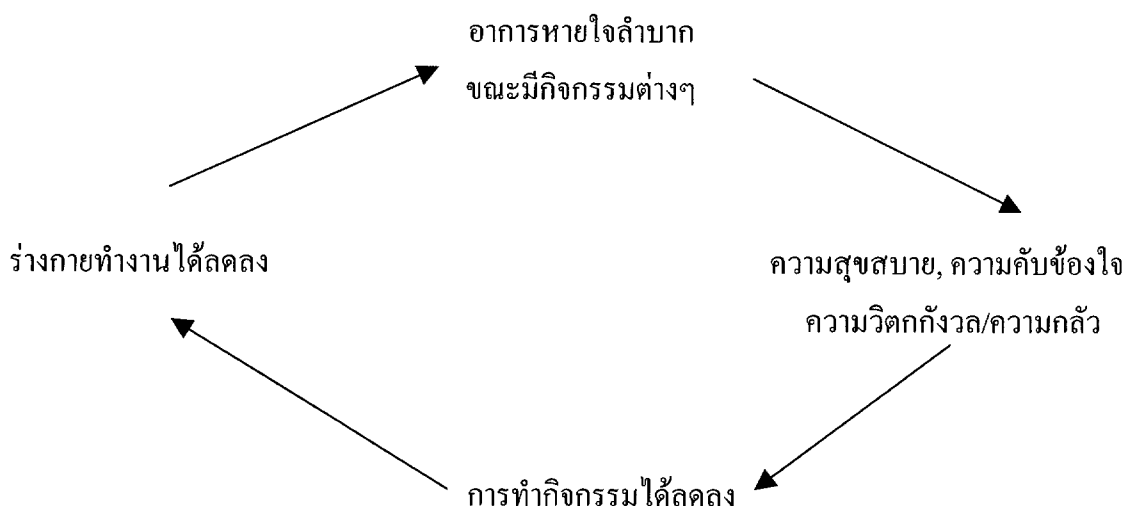 อาการหายใจลำบาก
ขณะมีกิจกรรมต่างๆ
ร่างกายทำงานได้ลดลง
ความสุขสบาย, ความคับข้องใจ
ความวิตกกังวล/ความกลัว
การทำกิจกรรมได้ลดลง